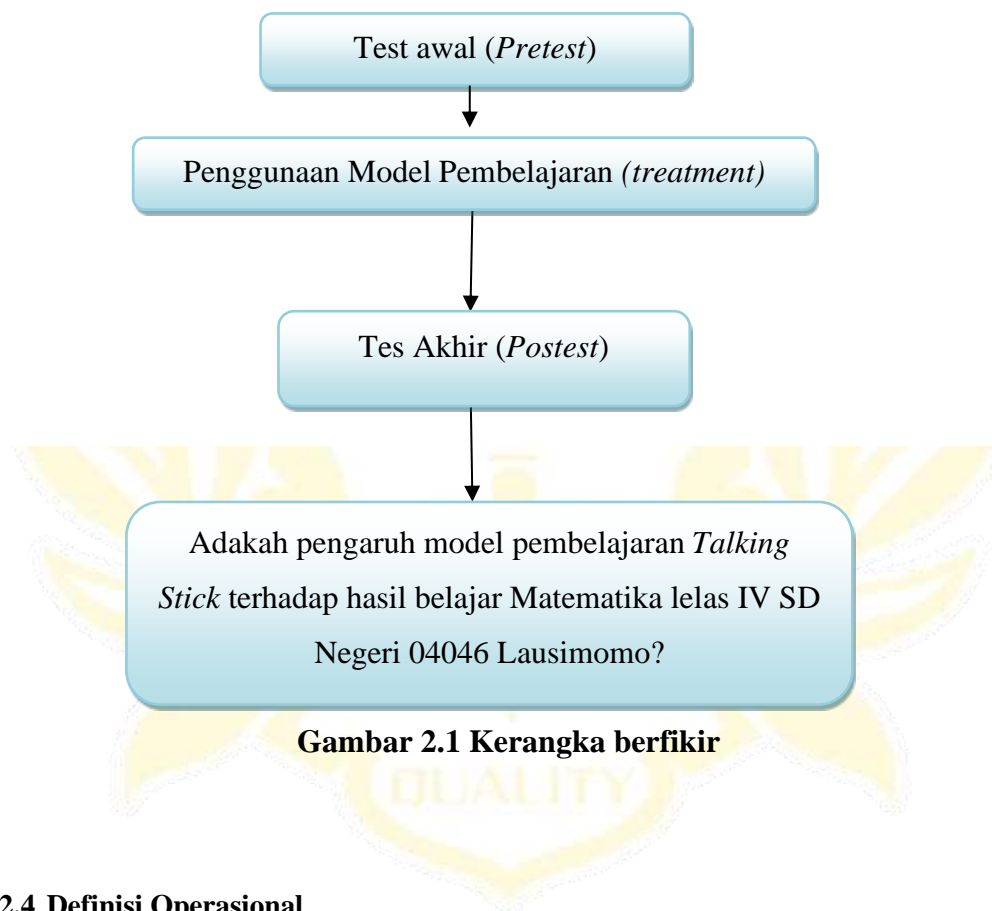 Test awal (Pretest)
Penggunaan Model Pembelajaran (treatment)
Tes Akhir (Postest)
Adakah pengaruh model pembelajaran Talking
Stick terhadap hasil belajar Matematika lelas IV SD
Negeri 04046 Lausimomo?
Gambar 2.1 Kerangka berfikir
QUALITY
2.4 Definisi Operasional